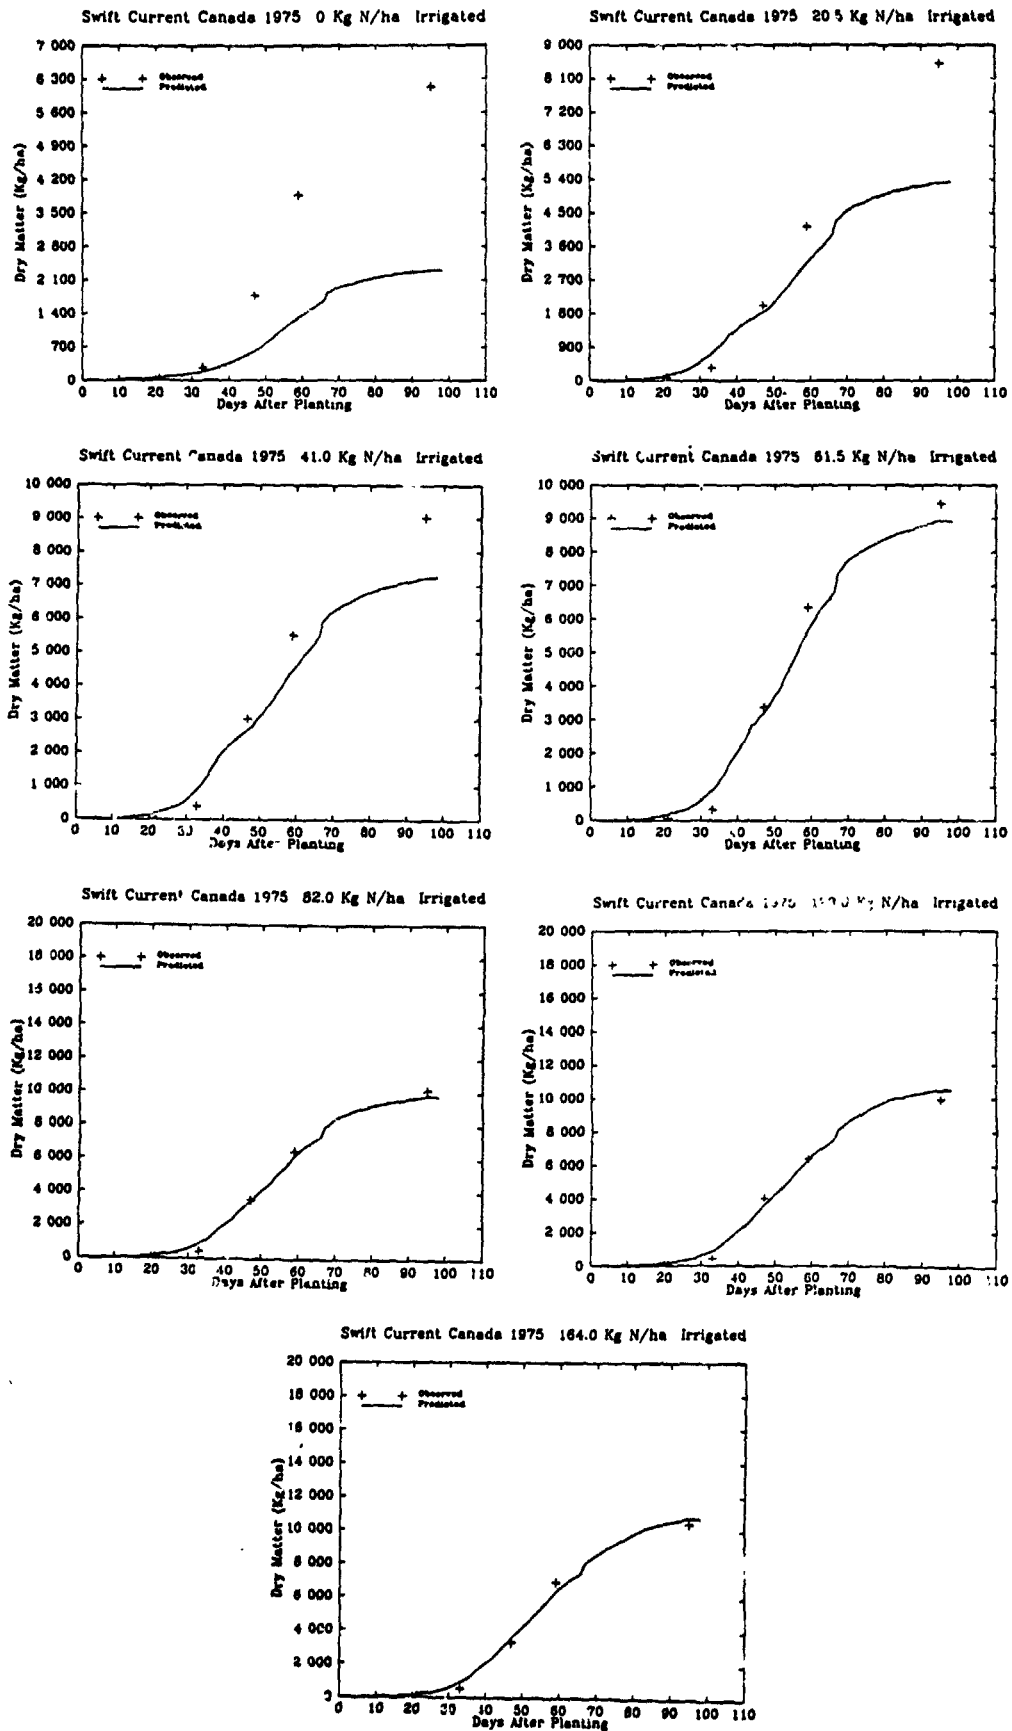 Swift Current Canada 1975 0 Kg N/ha Irrigated
7 000
6 300
5 600
4 900
4 200
3 500
2 800
2 100
1 400
700
0
Dry Matter (Kg/ha)
Observed
Predicted
0 10 20 30 40 50 60 70 80 90 100 110
Days After Planting
Swift Current Canada 1975 20 5 Kg N/ha Irrigated
9 000
8 100
7 200
6 300
5 400
4 500
3 600
2 700
1 800
900
0
Dry Matter (Kg/ha)
Observed
Predicted
0 10 20 30 40 50 60 70 80 90 100 110
Days After Planting
Swift Current Canada 1975 41.0 Kg N/ha Irrigated
10 000
9 000
8 000
7 000
6 000
5 000
4 000
3 000
2 000
1 000
0
Dry Matter (Kg/ha)
Observed
Predicted
0 10 20 40 50 60 70 80 90 100 110
Days After Planting
Swift Current Canada 1975 61.5 Kg N/ha Irrigated
10 000
9 000
8 000
7 000
6 000
5 000
4 000
3 000
2 000
1 000
0
Dry Matter (Kg/ha)
Observed
Predicted
0 10 20 30 50 60 70 80 90 100 110
Days After Planting
Swift Current Canada 1975 82.0 Kg N/ha Irrigated
20 000
18 000
16 000
14 000
12 000
10 000
8 000
6 000
4 000
2 000
0
Dry Matter (Kg/ha)
Observed
Predicted
0 10 20 30 40 50 60 70 80 90 100 110
Days After Planting
Swift Current Canada Kg N/ha Irrigated
20 000
18 000
16 000
14 000
12 000
10 000
8 000
6 000
4 000
2 000
0
Dry Matter (Kg/ha)
Observed
Predicted
0 10 20 30 40 50 60 70 80 90 100 110
Days After Planting
Swift Current Canada 1975 164.0 Kg N/ha Irrigated
20 000
18 000
16 000
14 000
12 000
10 000
8 000
6 000
4 000
2 000
0
Dry Matter (Kg/ha)
Observed
Predicted
0 10 20 30 40 50 60 70 80 90 100 110
Days After Planting